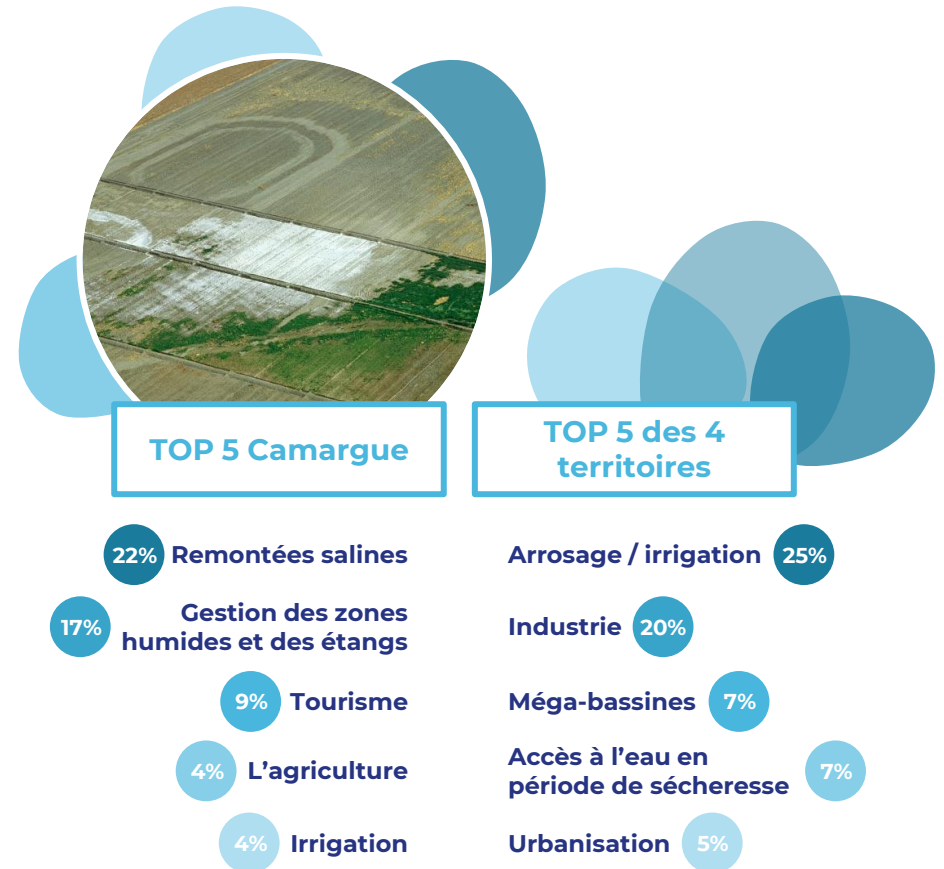 TOP 5 Camargue
22% Remontées salines
17% Gestion des zones
humides et des étangs
9% Tourisme
4% L’agriculture
4% Irrigation
TOP 5 des 4
territoires
Arrosage / irrigation 25%
Industrie 20%
Méga-bassines 7%
Accès à l’eau en
période de sécheresse 7%
Urbanisation 5%